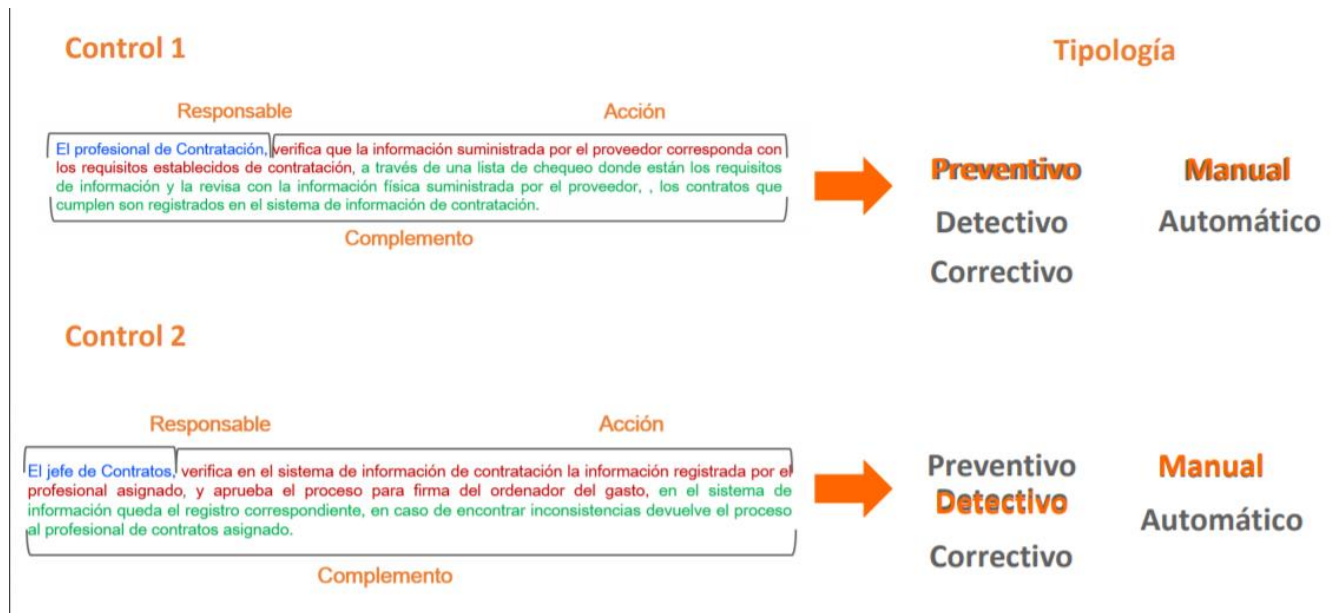 Control 1
Tipología
Responsable
Acción
El profesional de Contratación, verifica que la información suministrada por el proveedor corresponda con
los requisitos establecidos de contratación, a través de una lista de chequeo donde están los requisitos
de información y la revisa con la información física suministrada por el proveedor, , los contratos que
cumplen son registrados en el sistema de información de contratación.
Complemento
Preventivo
Manual
Detectivo
Automático
Correctivo
Control 2
Responsable
Acción
El jefe de Contratos, verifica en el sistema de información de contratación la información registrada por el
profesional asignado, y aprueba el proceso para firma del ordenador del gasto, en el sistema de
información queda el registro correspondiente, en caso de encontrar inconsistencias devuelve el proceso
al profesional de contratos asignado.
Complemento
Preventivo
Manual
Detectivo
Automático
Correctivo